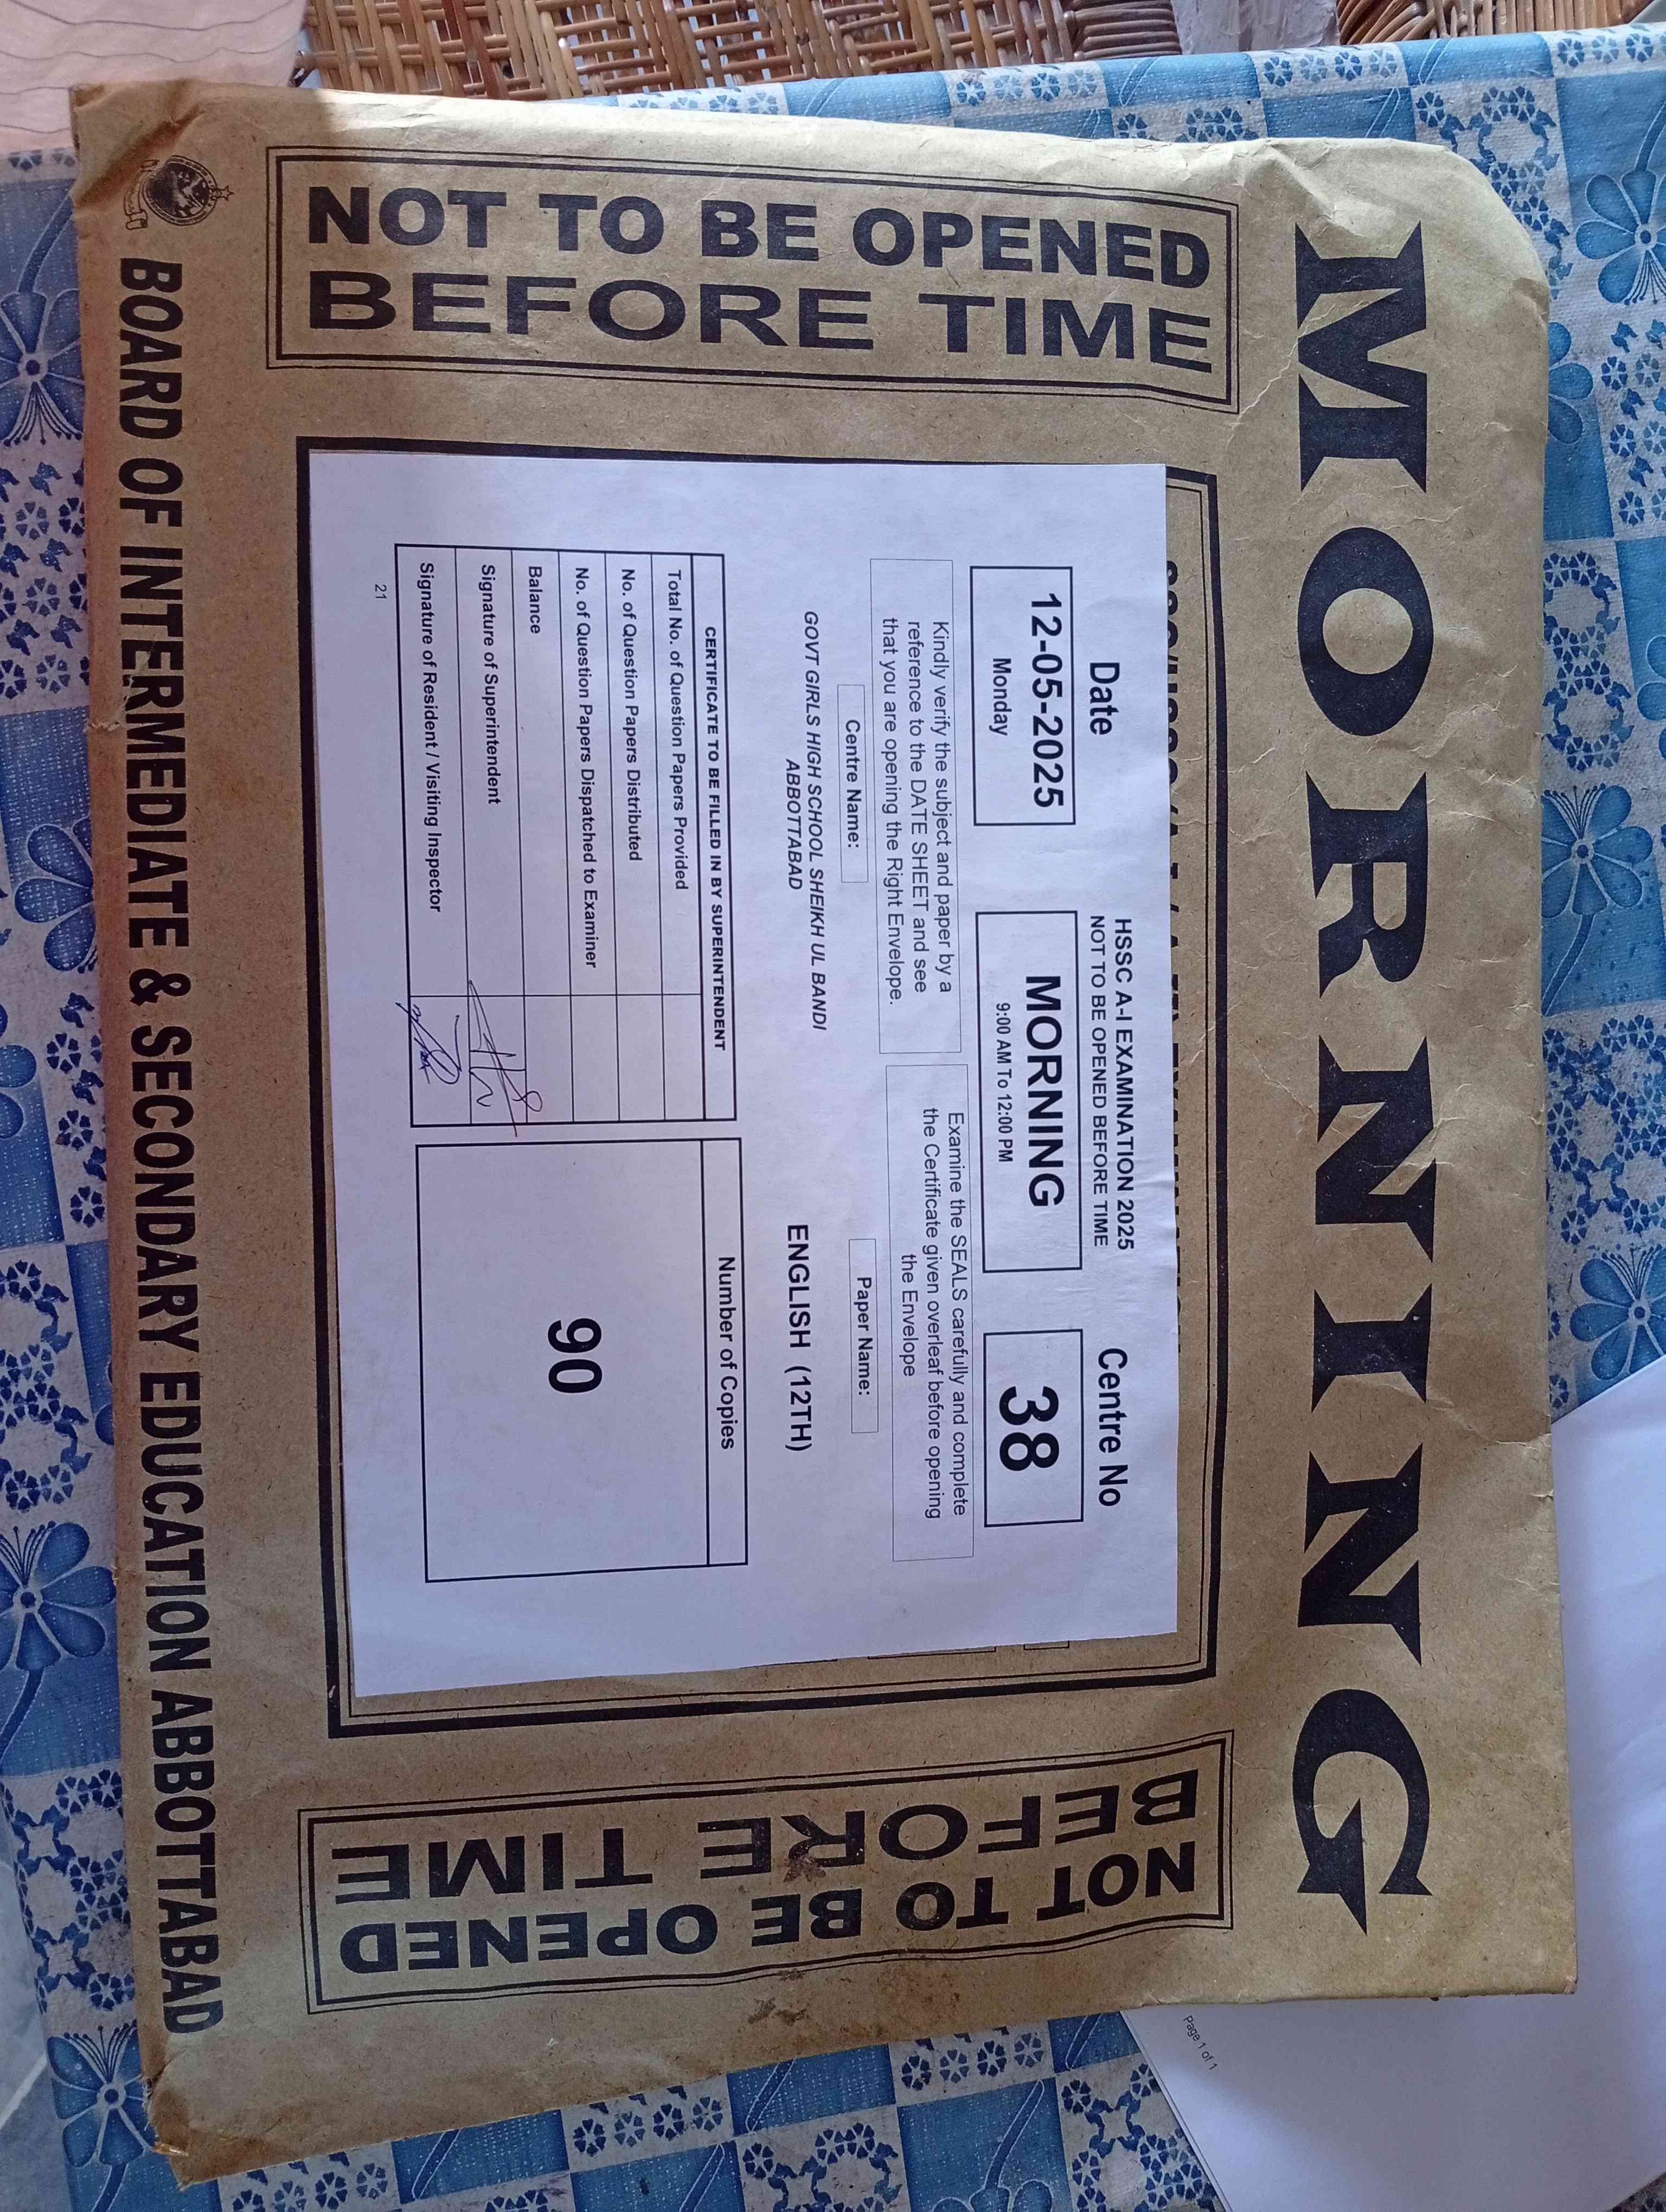 MORNING
NOT TO BE OPENED
BEFORE TIME
HSSC A-I EXAMINATION 2025
NOT TO BE OPENED BEFORE TIME
Date
12-05-2025
Monday
MORNING
9:00 AM To 12:00 PM
Centre No
38
Kindly verify the subject and paper by a
reference to the DATE SHEET and see
that you are opening the Right Envelope.
Examine the SEALS carefully and complete
the Certificate given overleaf before opening
the Envelope
Centre Name:
GOVT GIRLS HIGH SCHOOL SHEIKH UL BANDI
ABBOTTABAD
Paper Name:
ENGLISH (12TH)
CERTIFICATE TO BE FILLED IN BY SUPERINTENDENT
Total No. of Question Papers Provided
No. of Question Papers Distributed
No. of Question Papers Dispatched to Examiner
Balance
Signature of Superintendent
Signature of Resident / Visiting Inspector
Number of Copies
90
21
NOT TO BE OPENED
BEFORE TIME
BOARD OF INTERMEDIATE & SECONDARY EDUCATION ABBOTTABAD
Page 1 of 1